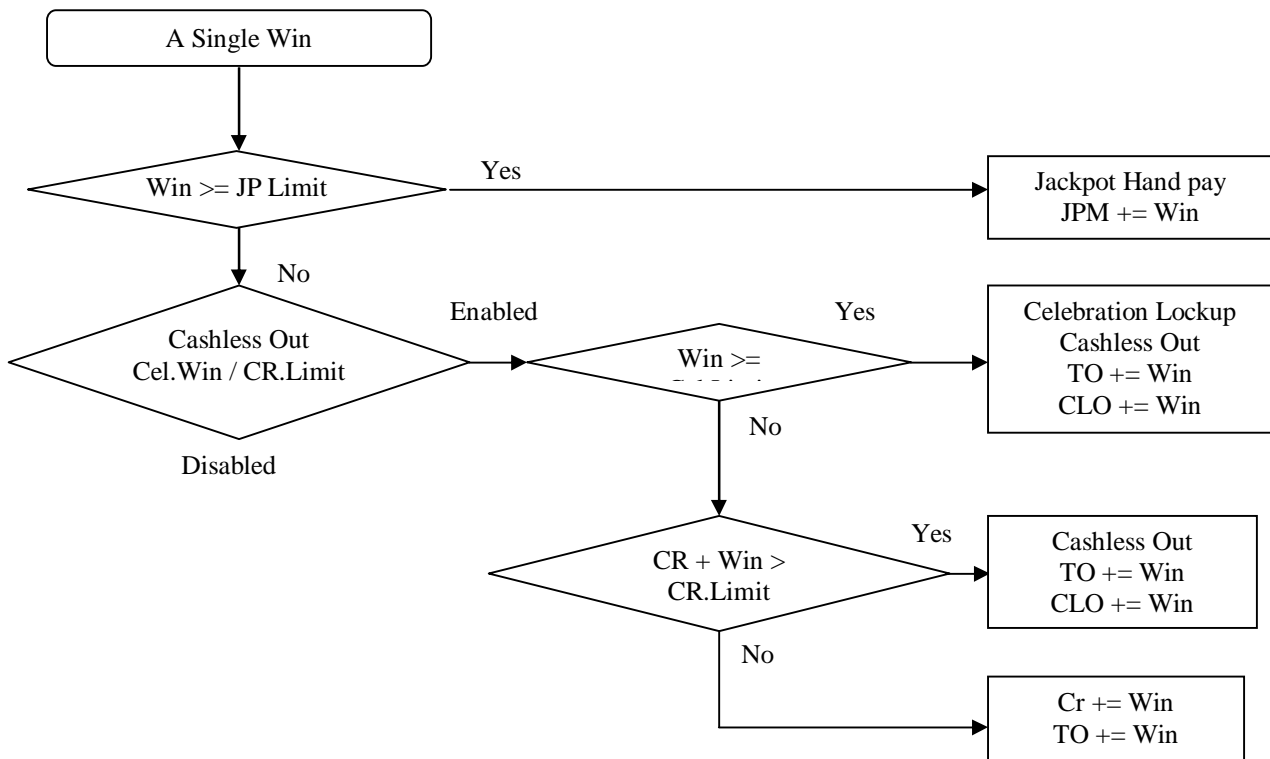 A Single Win
Win >= JP Limit
Yes
Jackpot Hand pay
JPM += Win
No
Cashless Out
Cel.Win / CR.Limit
Enabled
Disabled
Win >=
Yes
Celebration Lockup
Cashless Out
TO += Win
CLO += Win
No
CR + Win >
CR.Limit
Yes
Cashless Out
TO += Win
CLO += Win
No
Cr += Win
TO += Win